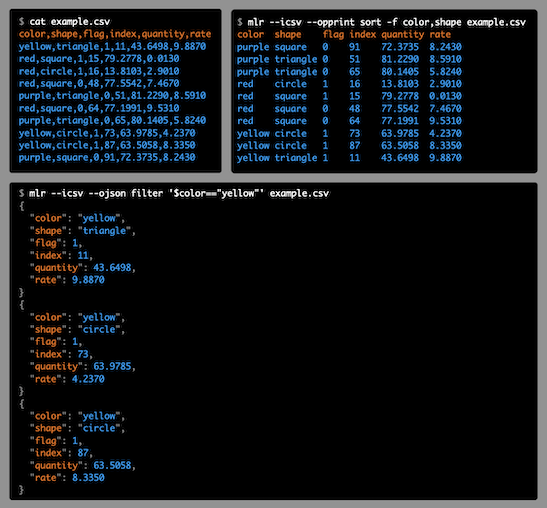 $ cat example.csv
color,shape,flag,index,quantity,rate
yellow,triangle,1,11,43.6498,9.8870
red,square,1,15,79.2778,0.0130
red,circle,1,16,13.8103,2.9010
red,square,0,48,77.5542,7.4670
purple,triangle,0,51,81.2290,8.5910
red,square,0,64,77.1991,9.5310
purple,triangle,0,65,80.1405,5.8240
yellow,circle,1,73,63.9785,4.2370
yellow,circle,1,87,63.5058,8.3350
purple,square,0,91,72.3735,8.2430
$ mlr --icsv --opprint sort -f color,shape example.csv
color  shape    flag index quantity rate
purple square   0    91    72.3735  8.2430
purple triangle 0    51    81.2290  8.5910
purple triangle 0    65    80.1405  5.8240
red    circle   1    16    13.8103  2.9010
red    square   1    15    79.2778  0.0130
red    square   0    48    77.5542  7.4670
red    square   0    64    77.1991  9.5310
yellow circle   1    73    63.9785  4.2370
yellow circle   1    87    63.5058  8.3350
yellow triangle 1    11    43.6498  9.8870
$ mlr --icsv --ojson filter '$color=="yellow"' example.csv
{
  "color": "yellow",
  "shape": "triangle",
  "flag": 1,
  "index": 11,
  "quantity": 43.6498,
  "rate": 9.8870
}
{
  "color": "yellow",
  "shape": "circle",
  "flag": 1,
  "index": 73,
  "quantity": 63.9785,
  "rate": 4.2370
}
{
  "color": "yellow",
  "shape": "circle",
  "flag": 1,
  "index": 87,
  "quantity": 63.5058,
  "rate": 8.3350
}